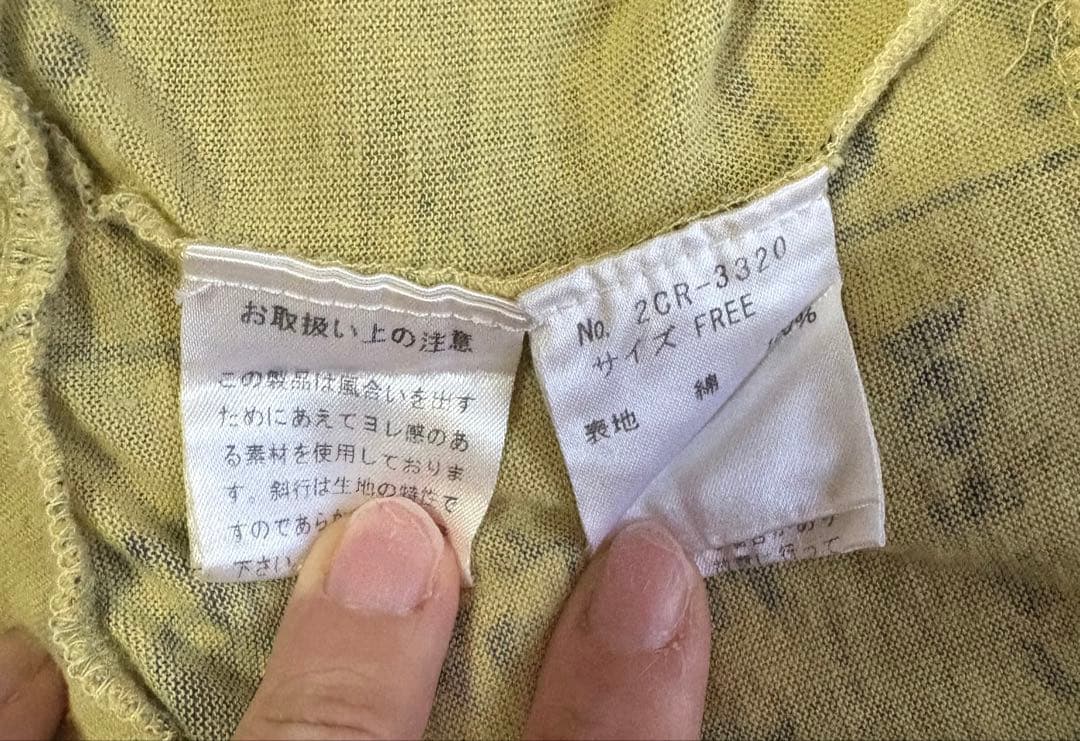 お取扱い上の注意
この製品は風合いを出す
ためにあえてヨレ感のあ
る素材を使用しておりま
す。斜行は生地の特性で
すのであら
下さい
No. 2CR-3320
サイズ FREE
表地 綿